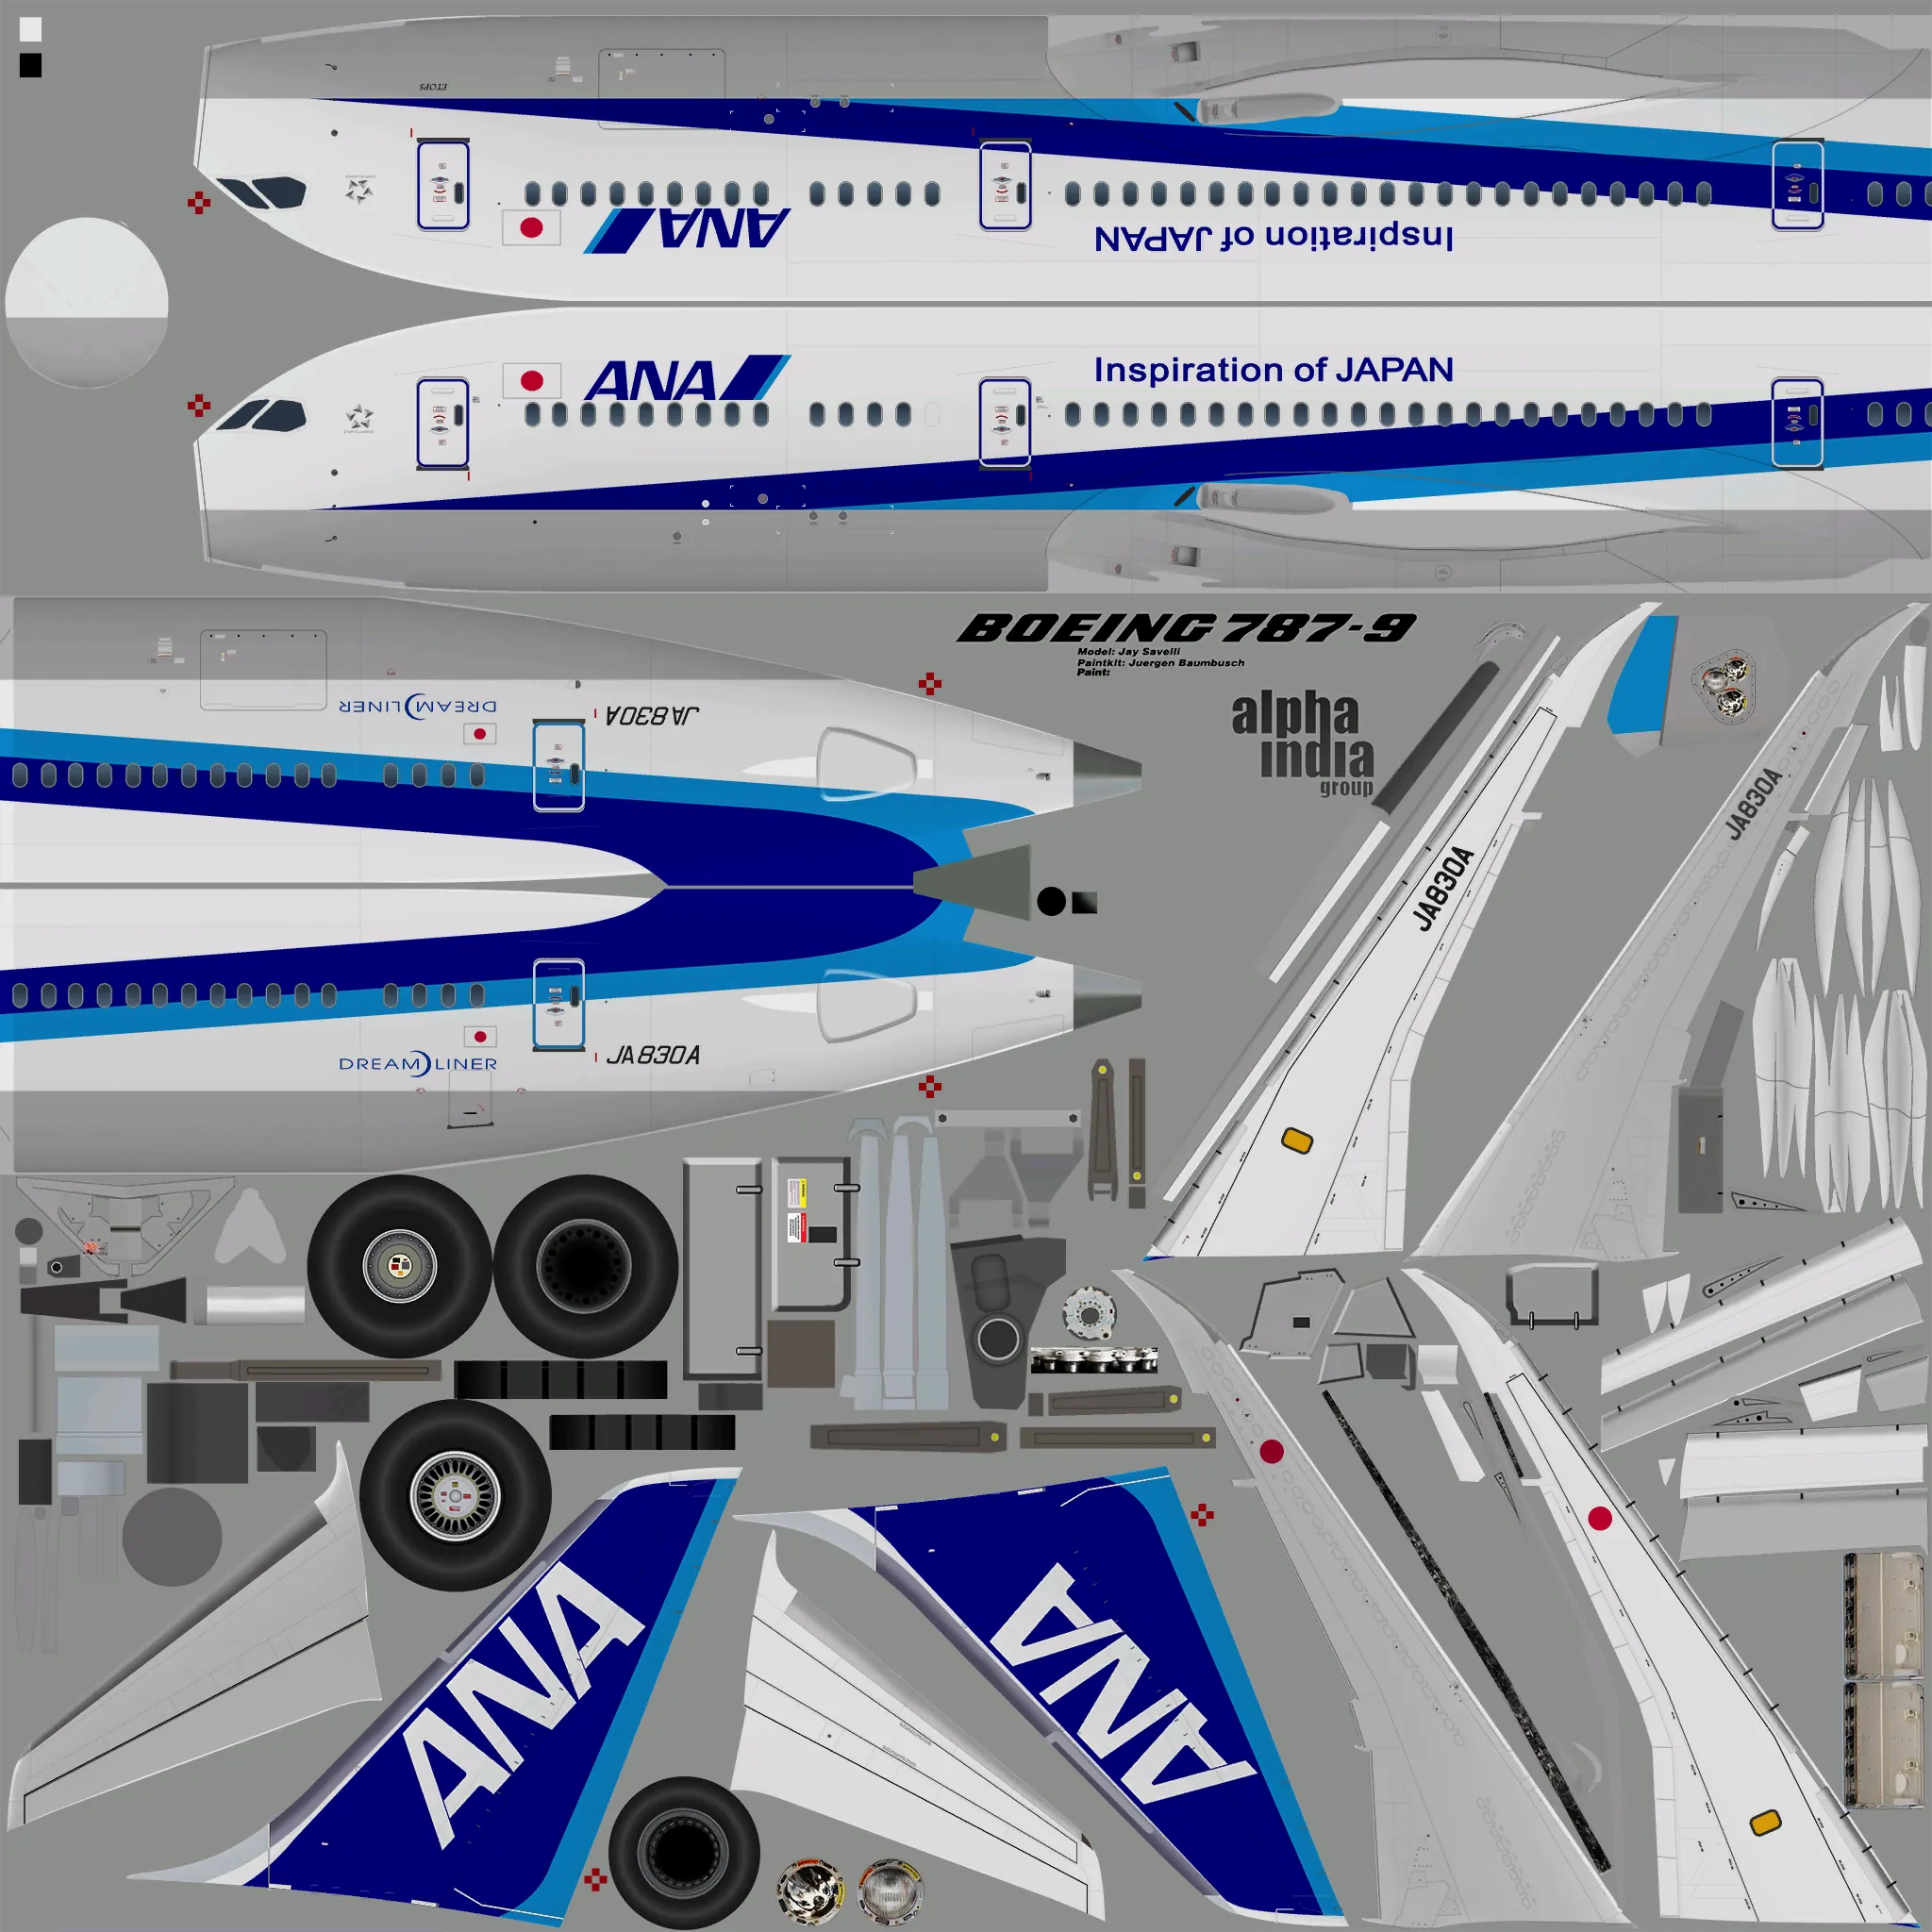 ETOPS
ANA
Inspiration of JAPAN
ANA
Inspiration of JAPAN
BOEING 787-9
Model: Jay Savelli
Paintkit: Juergen Baumbusch
Paint:
alpha
india
group
DREAMLINER
JA830A
JA830A
JA830A
DREAMLINER
JA830A
ANA
ANA